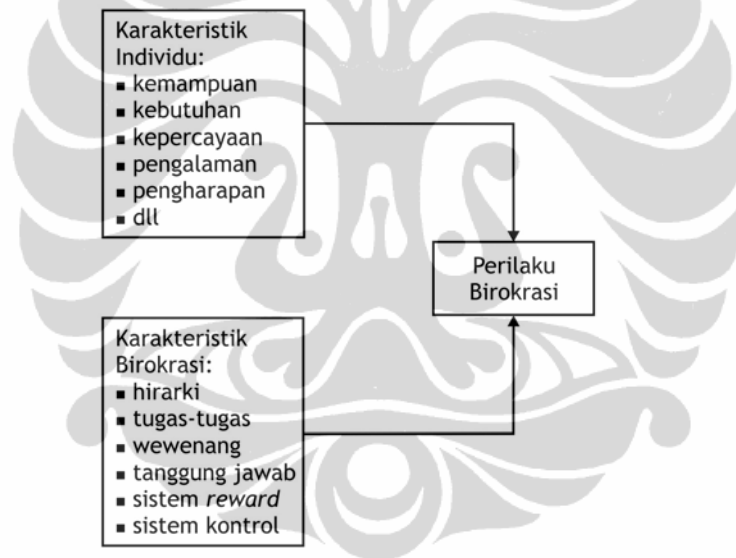 Karakteristik
Individu:
▪ kemampuan
▪ kebutuhan
▪ kepercayaan
▪ pengalaman
▪ pengharapan
▪ dll
Perilaku
Birokrasi
Karakteristik
Birokrasi:
▪ hirarki
▪ tugas-tugas
▪ wewenang
▪ tanggung jawab
▪ sistem reward
▪ sistem kontrol